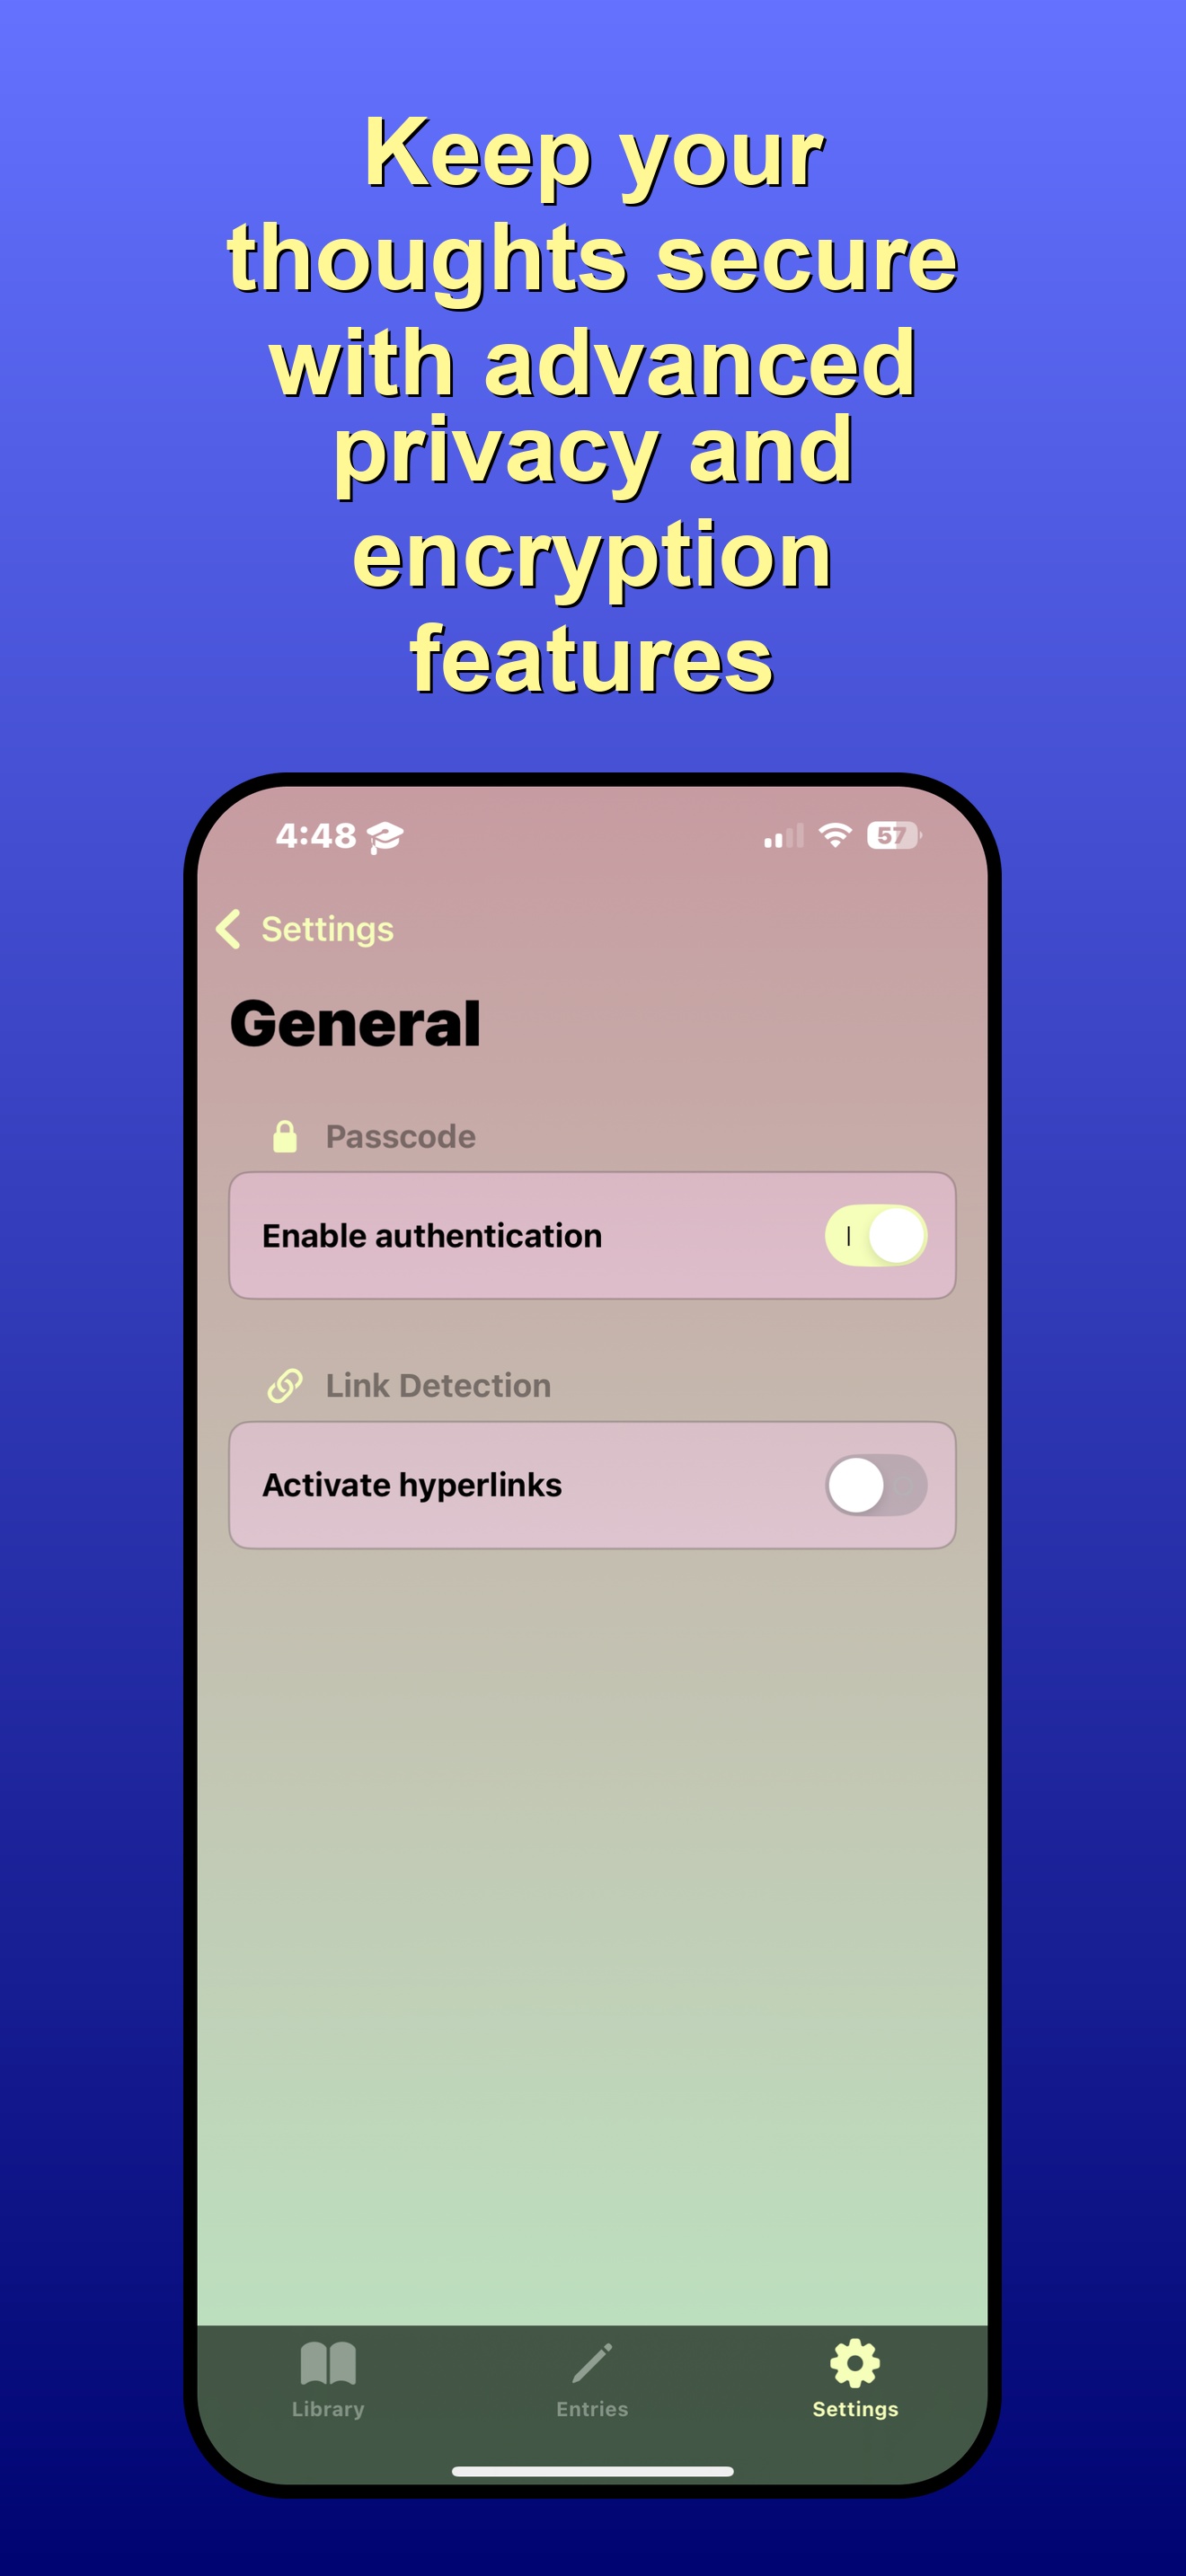 Keep your
thoughts secure
with advanced
privacy and
encryption
features
4:48
57
Settings
General
Passcode
Enable authentication
Link Detection
Activate hyperlinks
Library
Entries
Settings